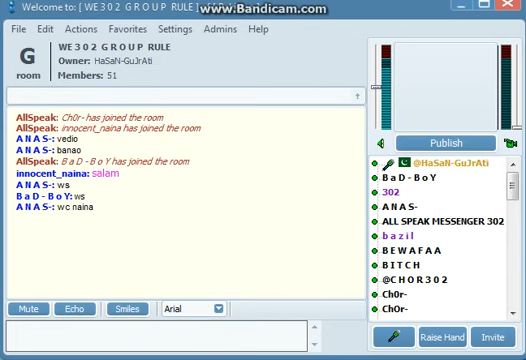 Welcome to: [ W E 3 0 2 G R O U P R U L E ]
www.Bandicam.com
File Edit Actions Favorites Settings Admins Help
G
room
W E 3 0 2 G R O U P RULE
Owner: HaSaN-GuJrAti
Members: 51
AllSpeak: Ch0r- has joined the room
AllSpeak: innocent_naina has joined the room
A N A S-: vedio
A N A S-: banao
AllSpeak: B a D - B o Y has joined the room
innocent_naina: salam
A N A S-: ws
B a D - B o Y: ws
A N A S-: wc naina
Mute Echo Smiles Arial
Publish
@HaSaN-GuJrAti
B a D - B o Y
302
A N A S-
ALL SPEAK MESSENGER 302
b a z i l
B E W A F A A
B I T C H
@C H O R 3 0 2
Ch0r-
Ch0r-
Raise Hand Invite